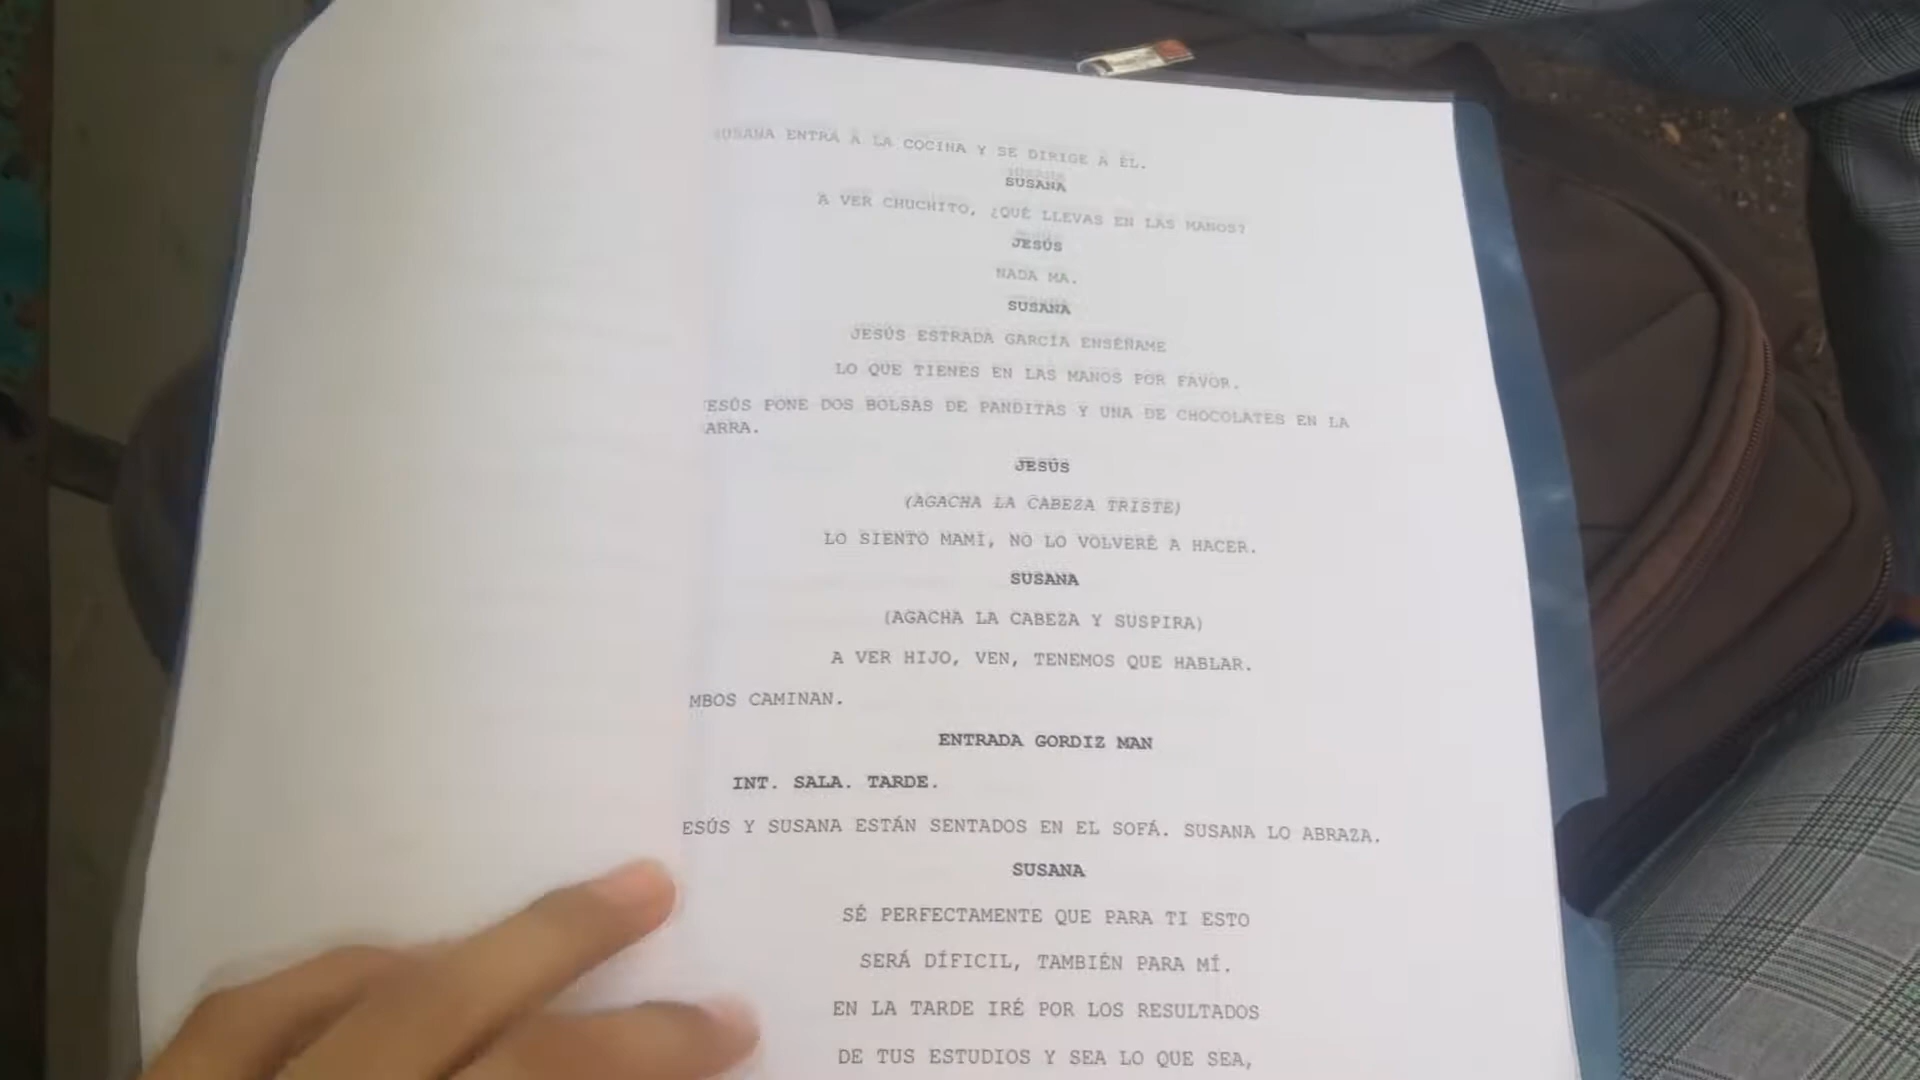 SUSANA ENTRA A LA COCINA Y SE DIRIGE A ÉL.
SUSANA
A VER CHUCHITO, ¿QUÉ LLEVAS EN LAS MANOS?
JESÚS
NADA MA.
SUSANA
JESÚS ESTRADA GARCÍA ENSÉÑAME
LO QUE TIENES EN LAS MANOS POR FAVOR.
ESÚS PONE DOS BOLSAS DE PANDITAS Y UNA DE CHOCOLATES EN LA
ARRA.
JESÚS
(AGACHA LA CABEZA TRISTE)
LO SIENTO MAMÍ, NO LO VOLVERÉ A HACER.
SUSANA
(AGACHA LA CABEZA Y SUSPIRA)
A VER HIJO, VEN, TENEMOS QUE HABLAR.
MBOS CAMINAN.
ENTRADA GORDIZ MAN
INT. SALA. TARDE.
ESÚS Y SUSANA ESTÁN SENTADOS EN EL SOFÁ. SUSANA LO ABRAZA.
SUSANA
SÉ PERFECTAMENTE QUE PARA TI ESTO
SERÁ DÍFICIL, TAMBIÉN PARA MÍ.
EN LA TARDE IRÉ POR LOS RESULTADOS
DE TUS ESTUDIOS Y SEA LO QUE SEA,